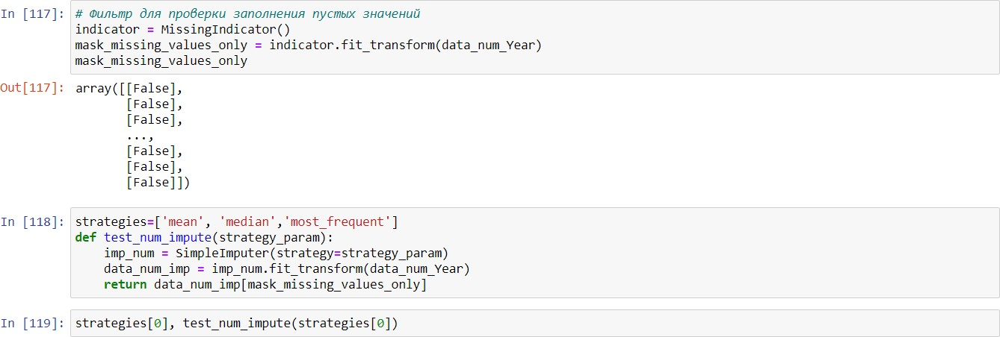 In [117]: # Фильтр для проверки заполнения пустых значений
indicator = MissingIndicator()
mask_missing_values_only = indicator.fit_transform(data_num_Year)
mask_missing_values_only
Out[117]: array([[False],
       [False],
       [False],
       ...,
       [False],
       [False],
       [False]])
In [118]: strategies=['mean', 'median','most_frequent']
def test_num_impute(strategy_param):
    imp_num = SimpleImputer(strategy=strategy_param)
    data_num_imp = imp_num.fit_transform(data_num_Year)
    return data_num_imp[mask_missing_values_only]
In [119]: strategies[0], test_num_impute(strategies[0])